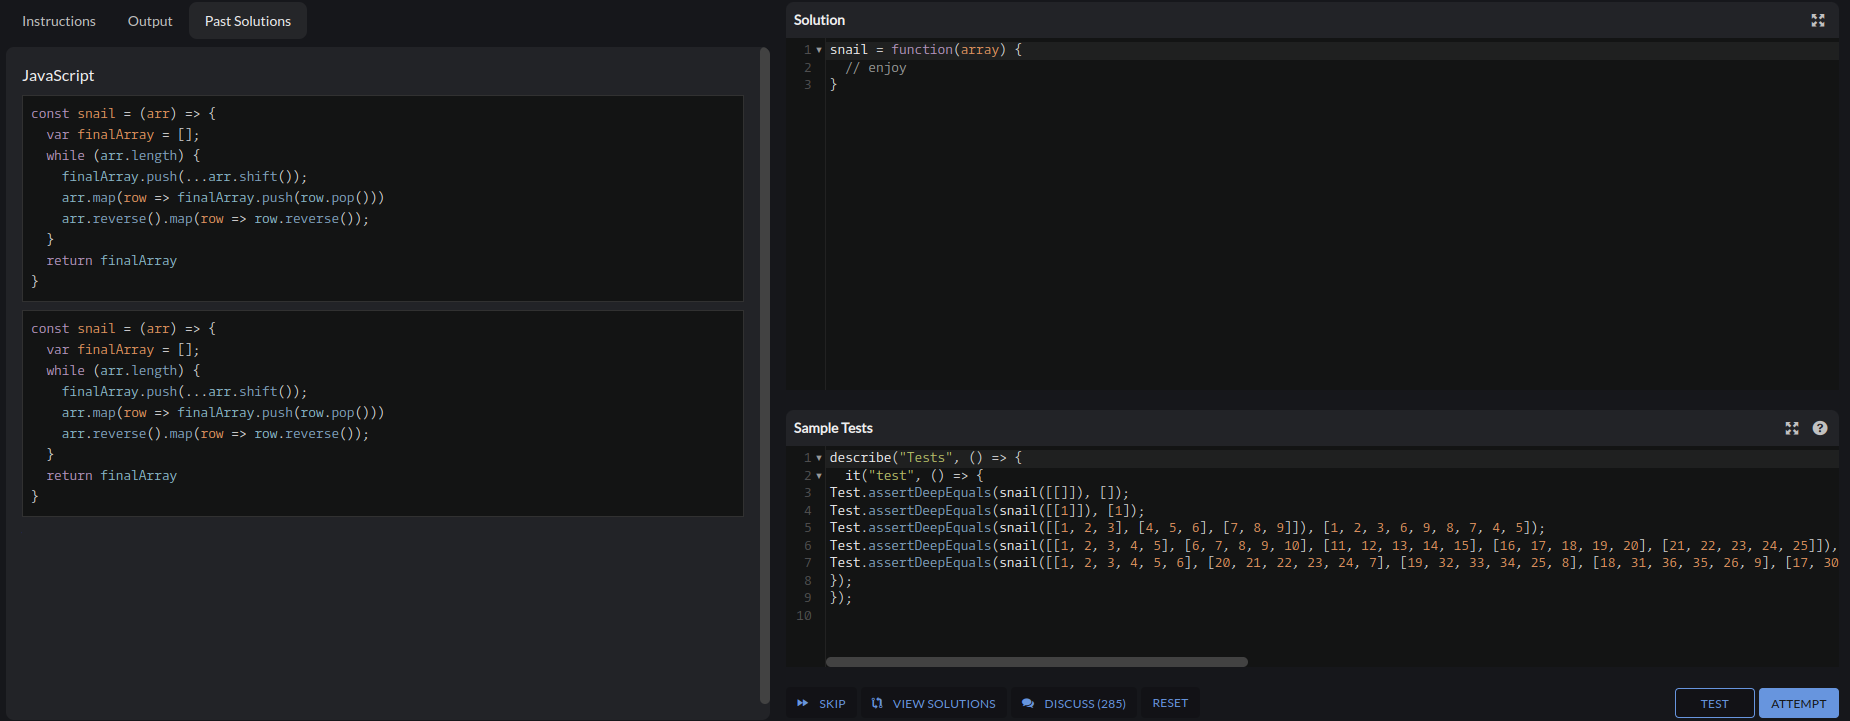 Instructions
Output
Past Solutions
JavaScript
const snail = (arr) => {
  var finalArray = [];
  while (arr.length) {
    finalArray.push(...arr.shift());
    arr.map(row => finalArray.push(row.pop()))
    arr.reverse().map(row => row.reverse());
  }
  return finalArray
}
const snail = (arr) => {
  var finalArray = [];
  while (arr.length) {
    finalArray.push(...arr.shift());
    arr.map(row => finalArray.push(row.pop()))
    arr.reverse().map(row => row.reverse());
  }
  return finalArray
}
Solution
1 snail = function(array) {
2   // enjoy
3 }
Sample Tests
1 describe("Tests", () => {
2   it("test", () => {
3 Test.assertDeepEquals(snail([[]]), []);
4 Test.assertDeepEquals(snail([[1]]), [1]);
5 Test.assertDeepEquals(snail([[1, 2, 3], [4, 5, 6], [7, 8, 9]]), [1, 2, 3, 6, 9, 8, 7, 4, 5]);
6 Test.assertDeepEquals(snail([[1, 2, 3, 4, 5], [6, 7, 8, 9, 10], [11, 12, 13, 14, 15], [16, 17, 18, 19, 20], [21, 22, 23, 24, 25]]),
7 Test.assertDeepEquals(snail([[1, 2, 3, 4, 5, 6], [20, 21, 22, 23, 24, 7], [19, 32, 33, 34, 25, 8], [18, 31, 36, 35, 26, 9], [17, 30
8 });
9 });
10
SKIP
VIEW SOLUTIONS
DISCUSS (285)
RESET
TEST
ATTEMPT